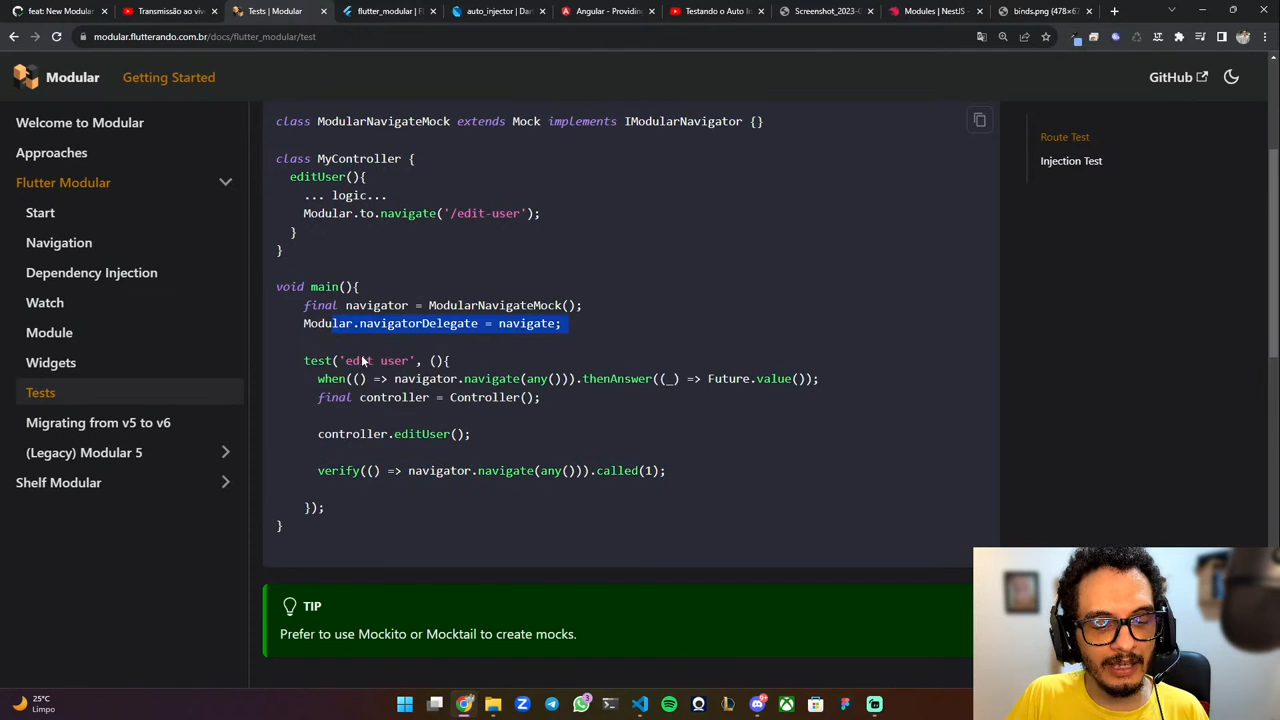 feat: New Modular
Transmissão ao viv
Tests | Modular
flutter_modular | Fl
auto_injector | Dar
Angular - Providin
Testando o Auto In
Screenshot_2023-0
Modules | NestJS -
binds.png (478×67
modular.flutterando.com.br/docs/flutter_modular/test
Modular
Getting Started
GitHub
Welcome to Modular
Approaches
Flutter Modular
Start
Navigation
Dependency Injection
Watch
Module
Widgets
Tests
Migrating from v5 to v6
(Legacy) Modular 5
Shelf Modular
class ModularNavigateMock extends Mock implements IModularNavigator {}
class MyController {
editUser(){
... logic...
Modular.to.navigate('/edit-user');
}
}
void main(){
final navigator = ModularNavigateMock();
Modular.navigatorDelegate = navigate;
test('edit user', (){
when(() => navigator.navigate(any())).thenAnswer((_) => Future.value());
final controller = Controller();
controller.editUser();
verify(() => navigator.navigate(any())).called(1);
});
}
TIP
Prefer to use Mockito or Mocktail to create mocks.
Route Test
Injection Test
25°C
Limpo